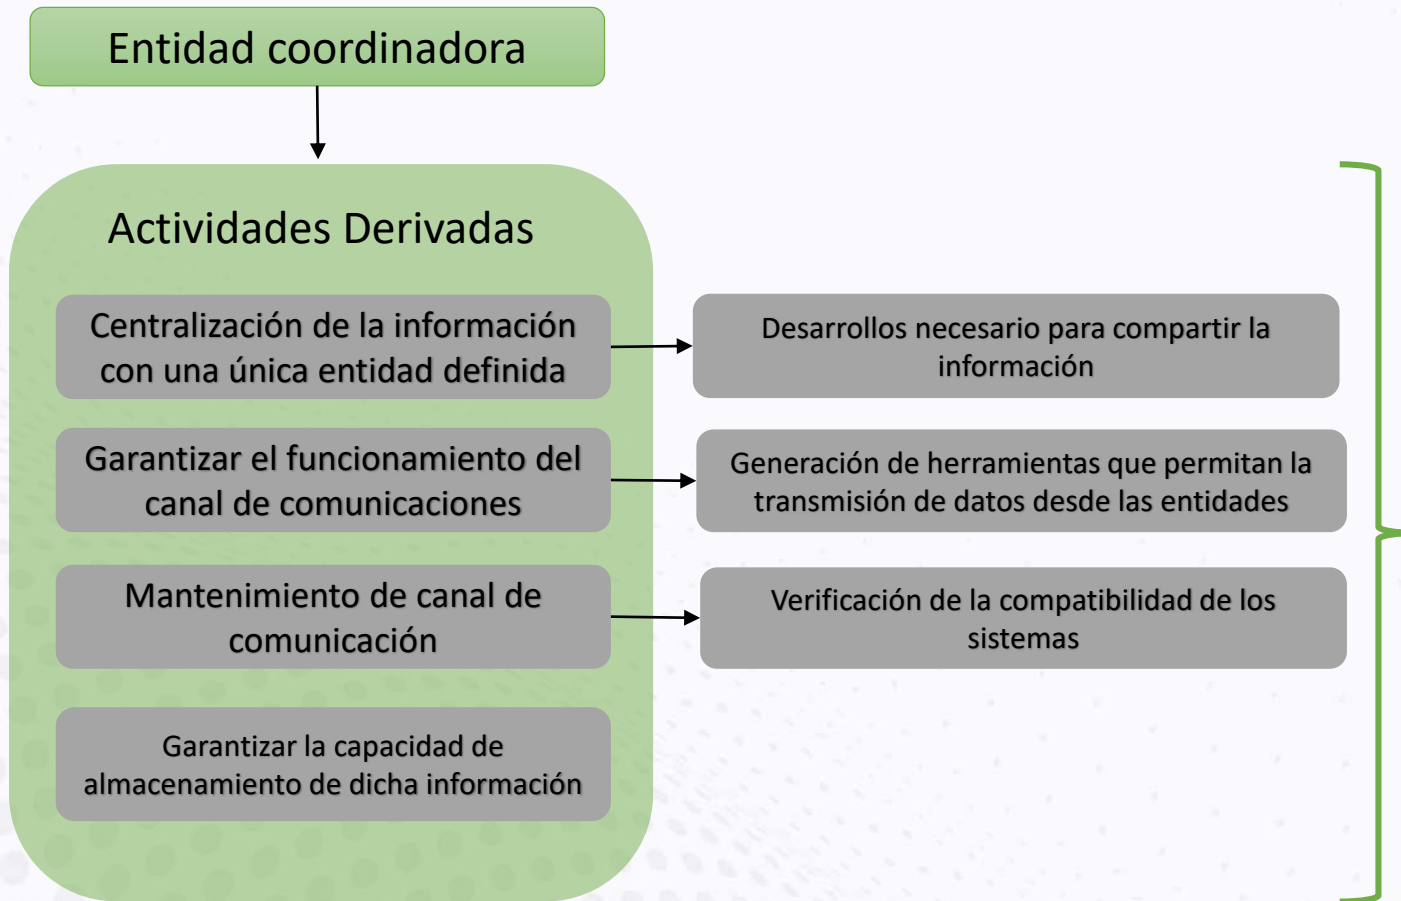 Entidad coordinadora
Actividades Derivadas
Centralización de la información
con una única entidad definida
Desarrollos necesario para compartir la
información
Garantizar el funcionamiento del
canal de comunicaciones
Generación de herramientas que permitan la
transmisión de datos desde las entidades
Mantenimiento de canal de
comunicación
Verificación de la compatibilidad de los
sistemas
Garantizar la capacidad de
almacenamiento de dicha información